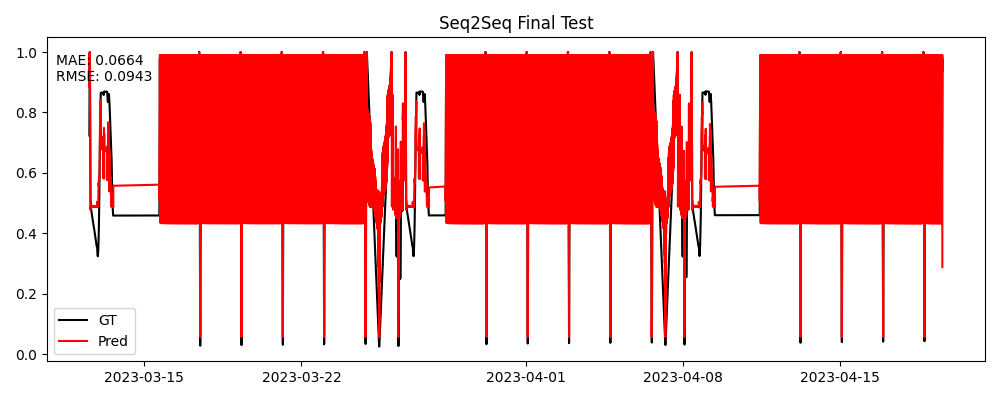 Seq2Seq Final Test
MAE: 0.0664
RMSE: 0.0943
1.0
0.8
0.6
0.4
0.2
0.0
GT
Pred
2023-03-15
2023-03-22
2023-04-01
2023-04-08
2023-04-15